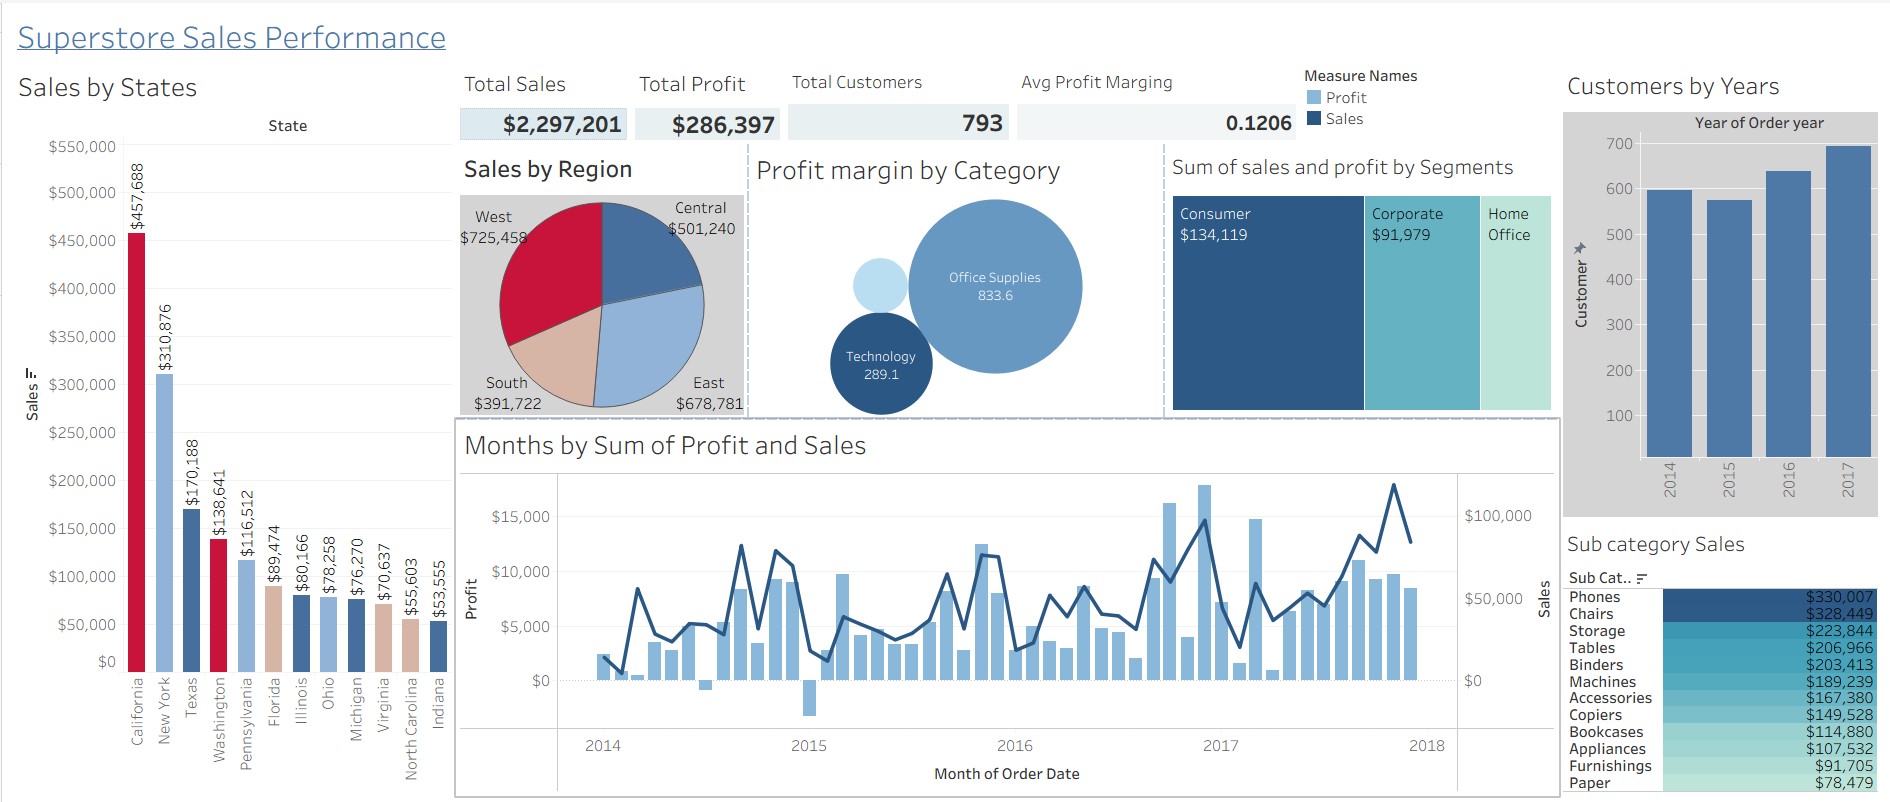 Superstore Sales Performance
Sales by States
State
Sales
$550,000
$500,000
$450,000
$400,000
$350,000
$300,000
$250,000
$200,000
$150,000
$100,000
$50,000
$0
$457,688
$310,876
$170,188
$138,641
$116,512
$89,474
$80,166
$78,258
$76,270
$70,637
$55,603
$53,555
California
New York
Texas
Washington
Pennsylvania
Florida
Illinois
Ohio
Michigan
Virginia
North Carolina
Indiana
Total Sales
$2,297,201
Total Profit
$286,397
Total Customers
793
Avg Profit Marging
0.1206
Measure Names
Profit
Sales
Sales by Region
West
$725,458
Central
$501,240
South
$391,722
East
$678,781
Profit margin by Category
Office Supplies
833.6
Technology
289.1
Sum of sales and profit by Segments
Consumer
$134,119
Corporate
$91,979
Home
Office
Months by Sum of Profit and Sales
Profit
$15,000
$10,000
$5,000
$0
$100,000
$50,000
$0
Sales
2014
2015
2016
2017
2018
Month of Order Date
Customers by Years
Year of Order year
Customer
700
600
500
400
300
200
100
2014
2015
2016
2017
Sub category Sales
Sub Cat..
Phones $330,007
Chairs $328,449
Storage $223,844
Tables $206,966
Binders $203,413
Machines $189,239
Accessories $167,380
Copiers $149,528
Bookcases $114,880
Appliances $107,532
Furnishings $91,705
Paper $78,479